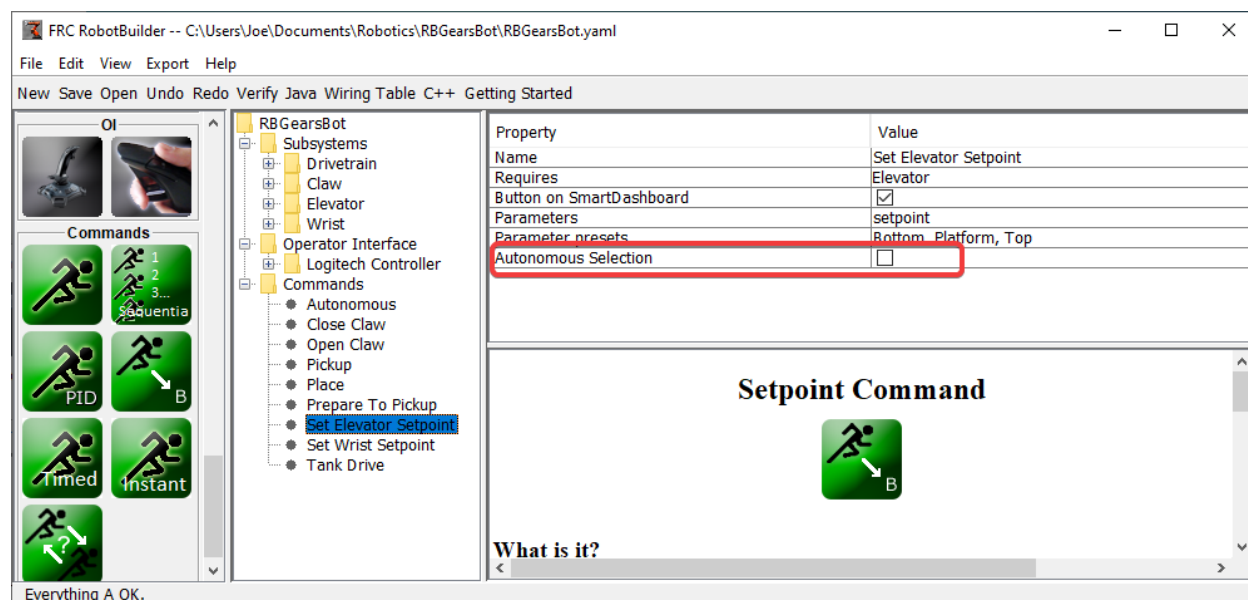 FRC RobotBuilder -- C:\Users\Joe\Documents\Robotics\RBGearsBot\RBGearsBot.yaml
File Edit View Export Help
New Save Open Undo Redo Verify Java Wiring Table C++ Getting Started
OI
Commands
1
2
3...
Sequentia
PID
B
Timed
Instant
?
RBGearsBot
Subsystems
Drivetrain
Claw
Elevator
Wrist
Operator Interface
Logitech Controller
Commands
Autonomous
Close Claw
Open Claw
Pickup
Place
Prepare To Pickup
Set Elevator Setpoint
Set Wrist Setpoint
Tank Drive
Property Value
Name Set Elevator Setpoint
Requires Elevator
Button on SmartDashboard
Parameters setpoint
Parameter presets Bottom, Platform, Top
Autonomous Selection
Setpoint Command
B
What is it?
Everything A OK.